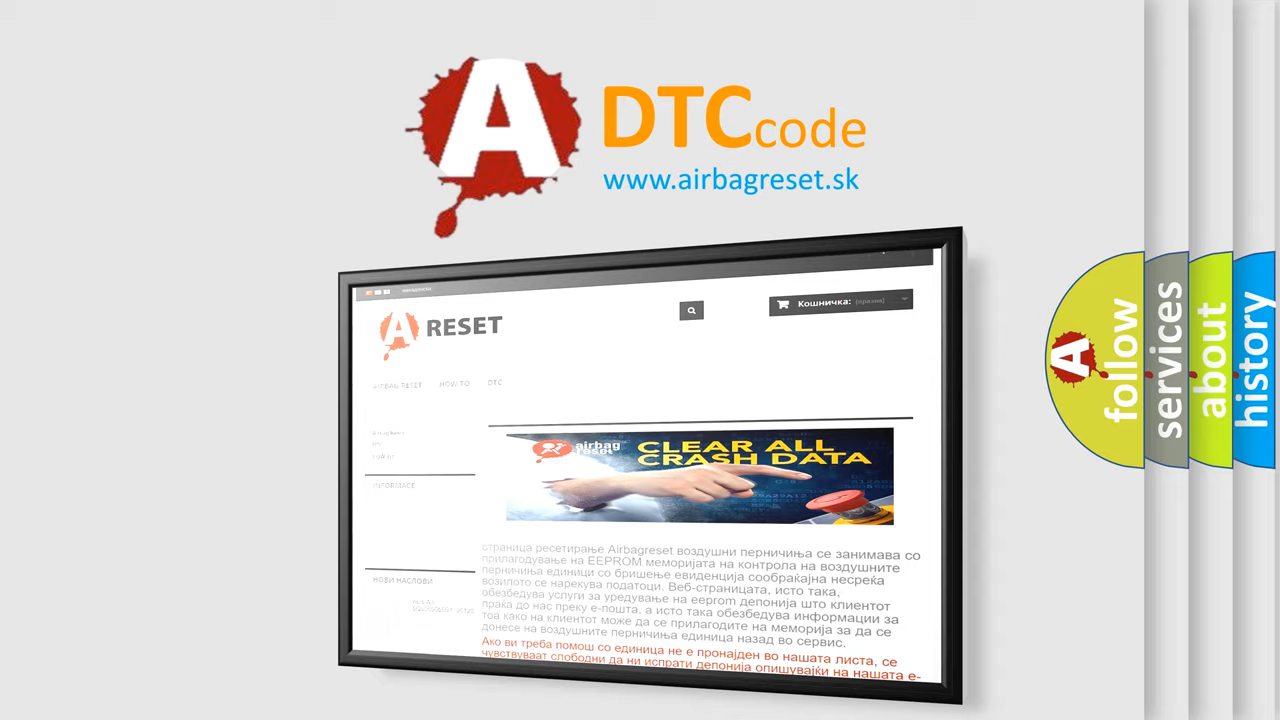 A DTC code
www.airbagreset.sk
A RESET
Кошничка: (празна)
AIRBAG RESET HOW TO DTC
airbag reset
CLEAR ALL
CRASH DATA
INFORMACE
НОВИ НАСЛОВИ
страница ресетирање Airbagreset воздушни перничиња се занимава со
прилагодување на EEPROM меморијата на контрола на воздушните
перничиња единици со бришење евиденција сообраќајна несреќа
возилото се нарекува податоци. Веб-страницата, исто така,
обезбедува услуги за уредување на eeprom депонија што клиентот
праќа до нас преку е-пошта, а исто така обезбедува информации за
тоа како на клиентот може да се прилагодите на меморија за да се
донесе на воздушните перничиња единица назад во сервис.
Ако ви треба помош со единица не е пронајден во нашата листа, се
чувствуваат слободни да ни испрати депонија опишувајќи на нашата е-
A follow
services
about
history